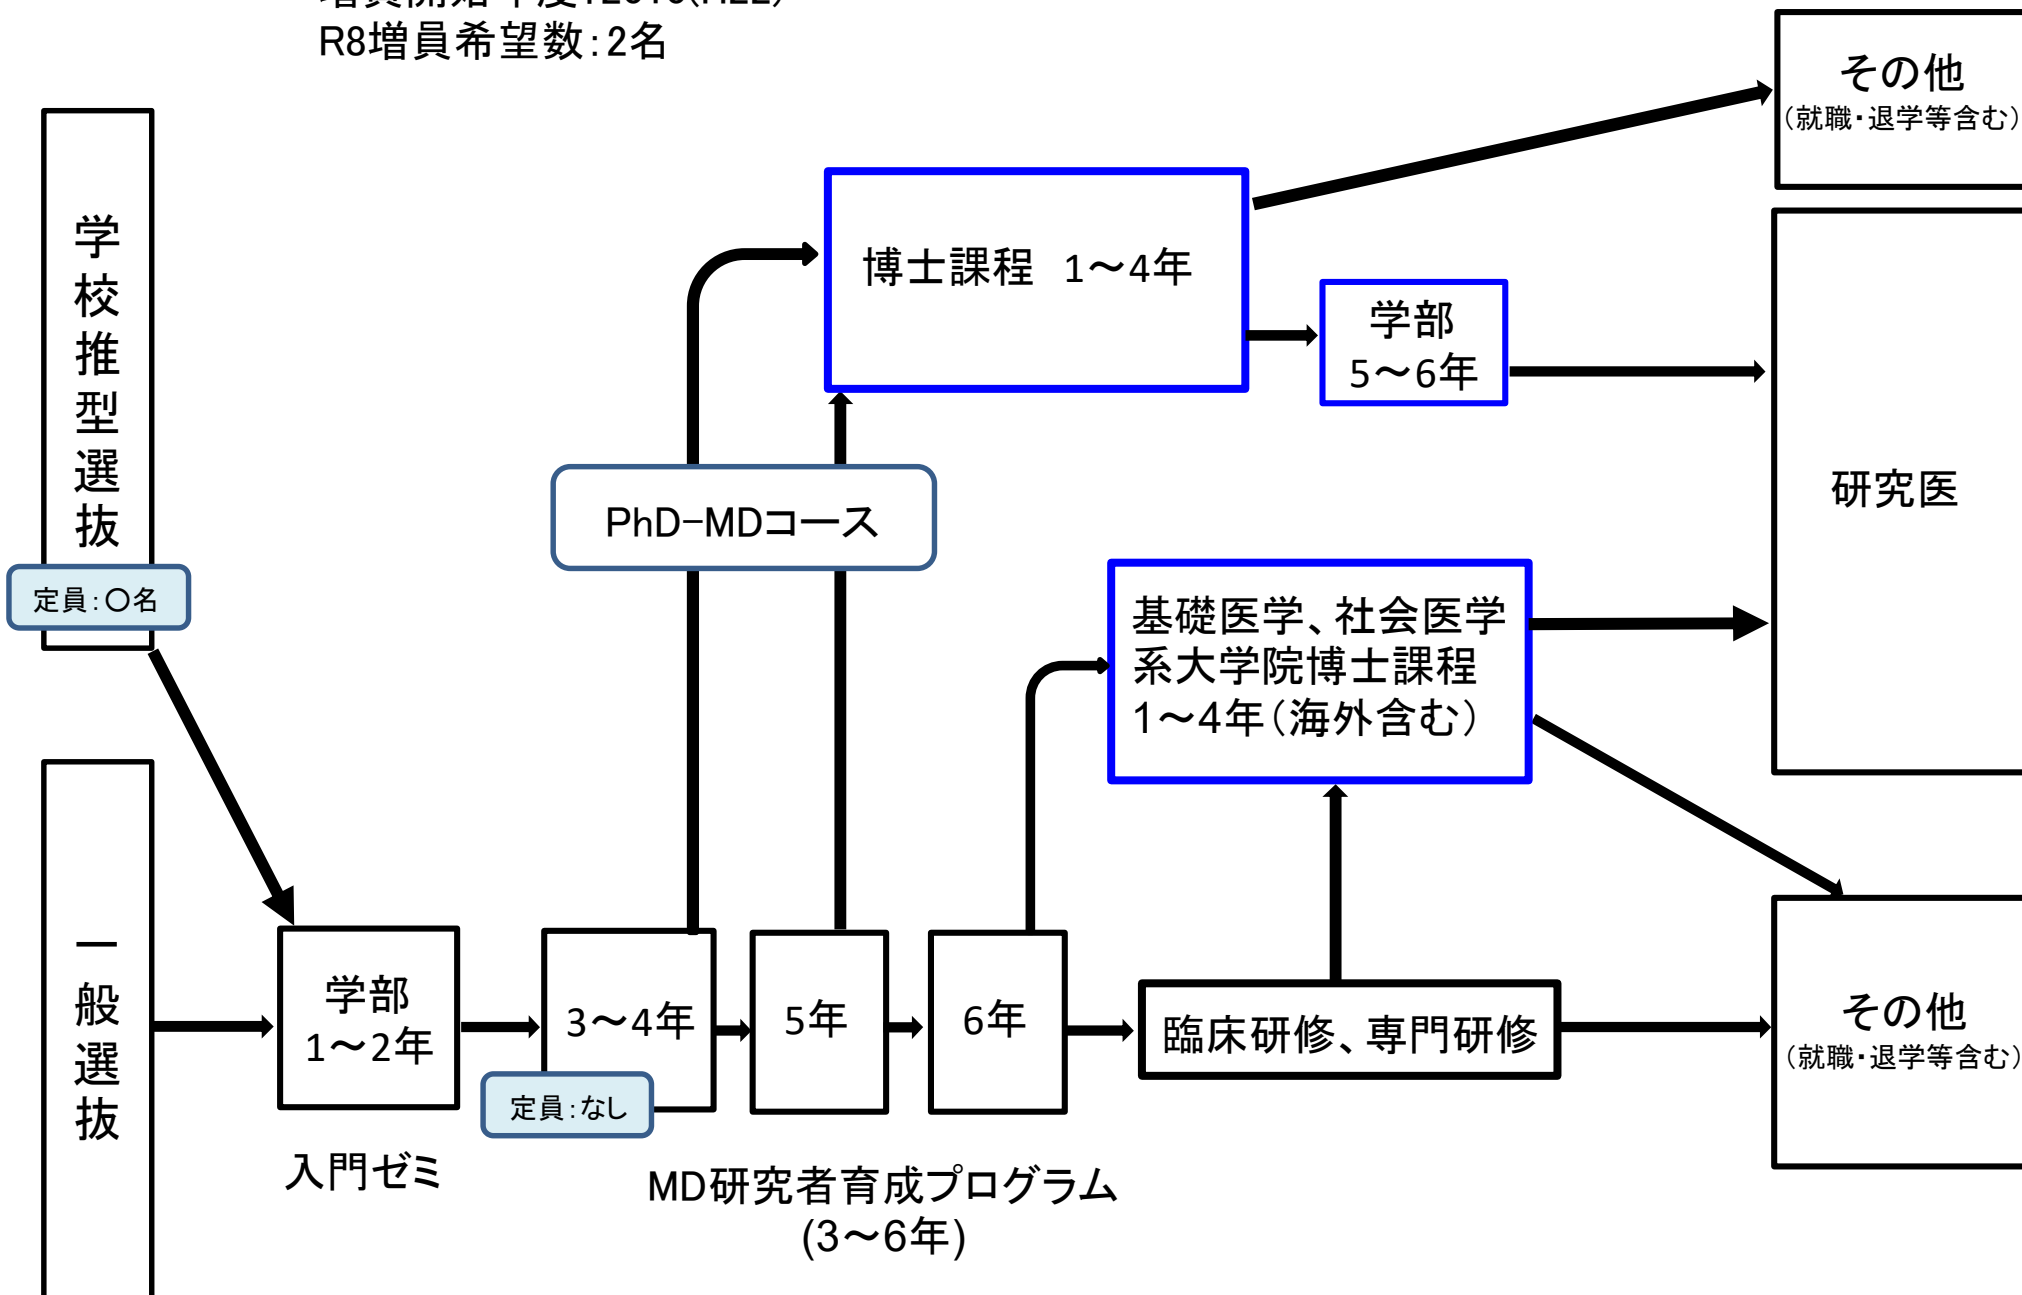 R8増員希望数：2名
その他
（就職・退学等含む）
学校推型選抜
博士課程　1～4年
学部
5～6年
研究医
PhD-MDコース
定員：○名
基礎医学、社会医学
系大学院博士課程
1～4年（海外含む）
一般選抜
学部
1～2年
3～4年
5年
6年
臨床研修、専門研修
その他
（就職・退学等含む）
定員：なし
入門ゼミ
MD研究者育成プログラム
(3～6年)